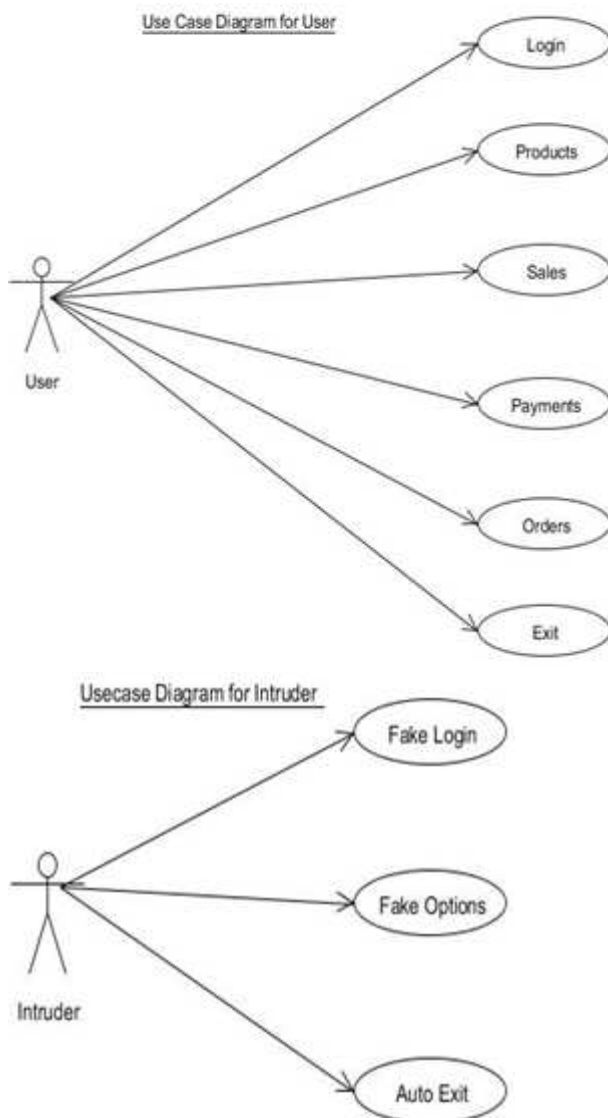 Use Case Diagram for User
Login
Products
Sales
User
Payments
Orders
Exit
Usecase Diagram for Intruder
Fake Login
Fake Options
Intruder
Auto Exit